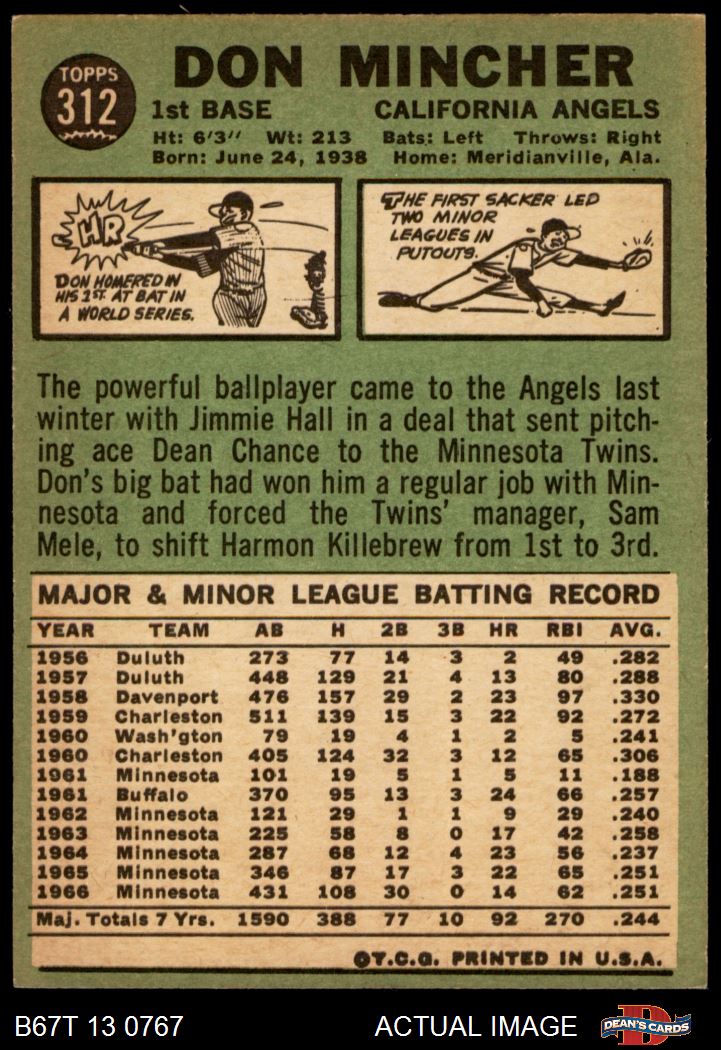 TOPPS
312
DON MINCHER
1st BASE CALIFORNIA ANGELS
Ht: 6'3" Wt: 213 Bats: Left Throws: Right
Born: June 24, 1938 Home: Meridianville, Ala.
HR
DON HOMERED IN
HIS 1ST. AT BAT IN
A WORLD SERIES.
THE FIRST SACKER LED
TWO MINOR
LEAGUES IN
PUTOUTS.
The powerful ballplayer came to the Angels last
winter with Jimmie Hall in a deal that sent pitch-
ing ace Dean Chance to the Minnesota Twins.
Don's big bat had won him a regular job with Min-
nesota and forced the Twins' manager, Sam
Mele, to shift Harmon Killebrew from 1st to 3rd.
MAJOR & MINOR LEAGUE BATTING RECORD
YEAR TEAM AB H 2B 3B HR RBI AVG.
1956 Duluth 273 77 14 3 2 49 .282
1957 Duluth 448 129 21 4 13 80 .288
1958 Davenport 476 157 29 2 23 97 .330
1959 Charleston 511 139 15 3 22 92 .272
1960 Wash'gton 79 19 4 1 2 5 .241
1960 Charleston 405 124 32 3 12 65 .306
1961 Minnesota 101 19 5 1 5 11 .188
1961 Buffalo 370 95 13 3 24 66 .257
1962 Minnesota 121 29 1 1 9 29 .240
1963 Minnesota 225 58 8 0 17 42 .258
1964 Minnesota 287 68 12 4 23 56 .237
1965 Minnesota 346 87 17 3 22 65 .251
1966 Minnesota 431 108 30 0 14 62 .251
Maj. Totals 7 Yrs. 1590 388 77 10 92 270 .244
©T.C.G. PRINTED IN U.S.A.
B67T 13 0767 ACTUAL IMAGE D DEAN'S CARDS